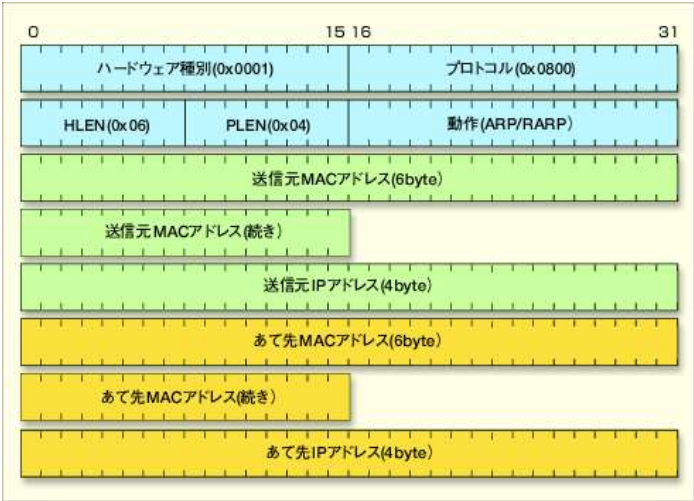 0 15 16 31
ハードウェア種別(0x0001) プロトコル(0x0800)
HLEN(0x06) PLEN(0x04) 動作(ARP/RARP)
送信元MACアドレス(6byte)
送信元MACアドレス(続き)
送信元IPアドレス(4byte)
あて先MACアドレス(6byte)
あて先MACアドレス(続き)
あて先IPアドレス(4byte)